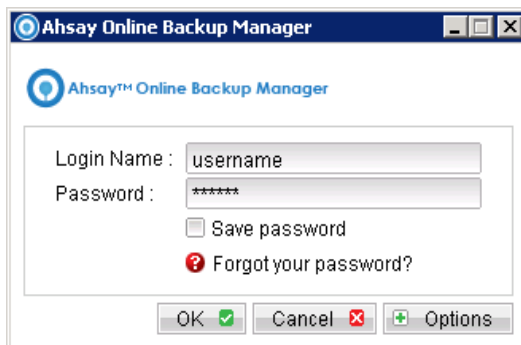 Ahsay Online Backup Manager
Ahsay™ Online Backup Manager
Login Name : username
Password : ******
Save password
Forgot your password?
OK Cancel Options